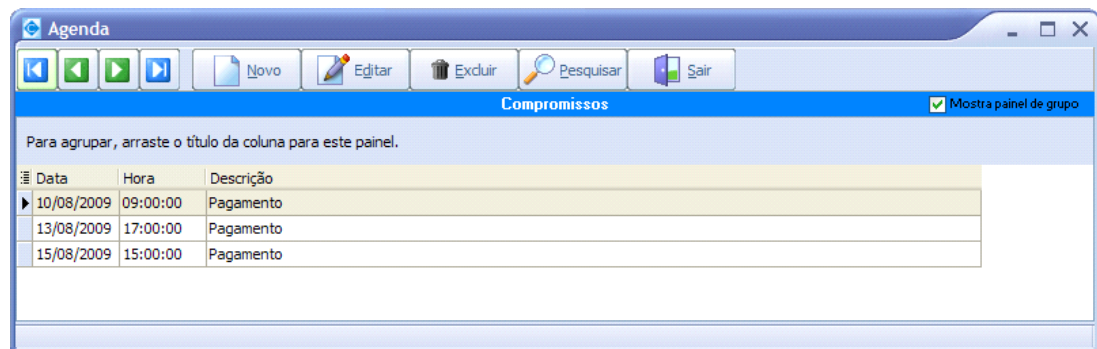 Agenda
Novo Editar Excluir Pesquisar Sair
Compromissos Mostra painel de grupo
Para agrupar, arraste o título da coluna para este painel.
Data Hora Descrição
10/08/2009 09:00:00 Pagamento
13/08/2009 17:00:00 Pagamento
15/08/2009 15:00:00 Pagamento